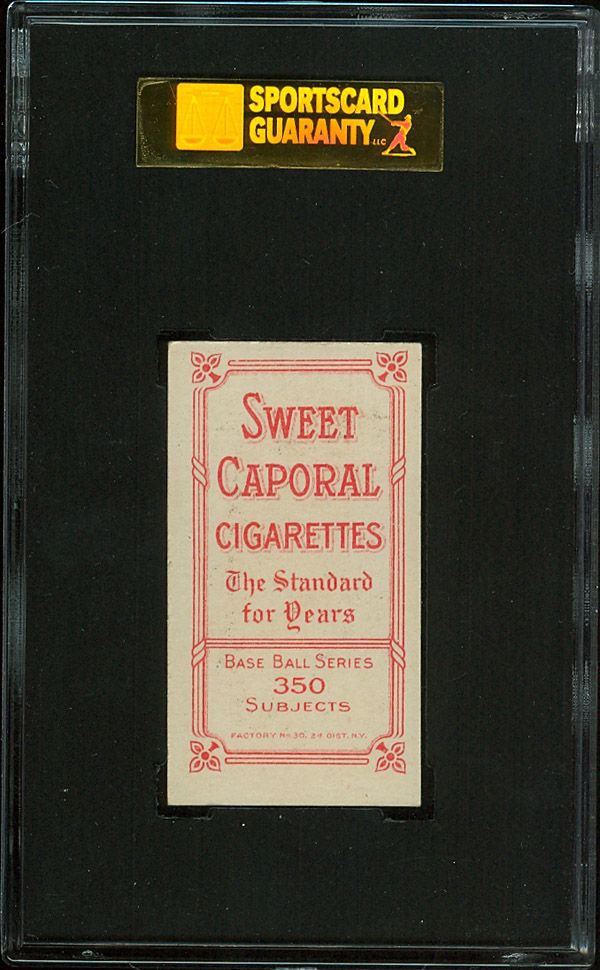 SPORTSCARD
GUARANTY LLC
SWEET
CAPORAL
CIGARETTES
The Standard
for Years
BASE BALL SERIES
350
SUBJECTS
FACTORY No 30, 2d DIST. N.Y.